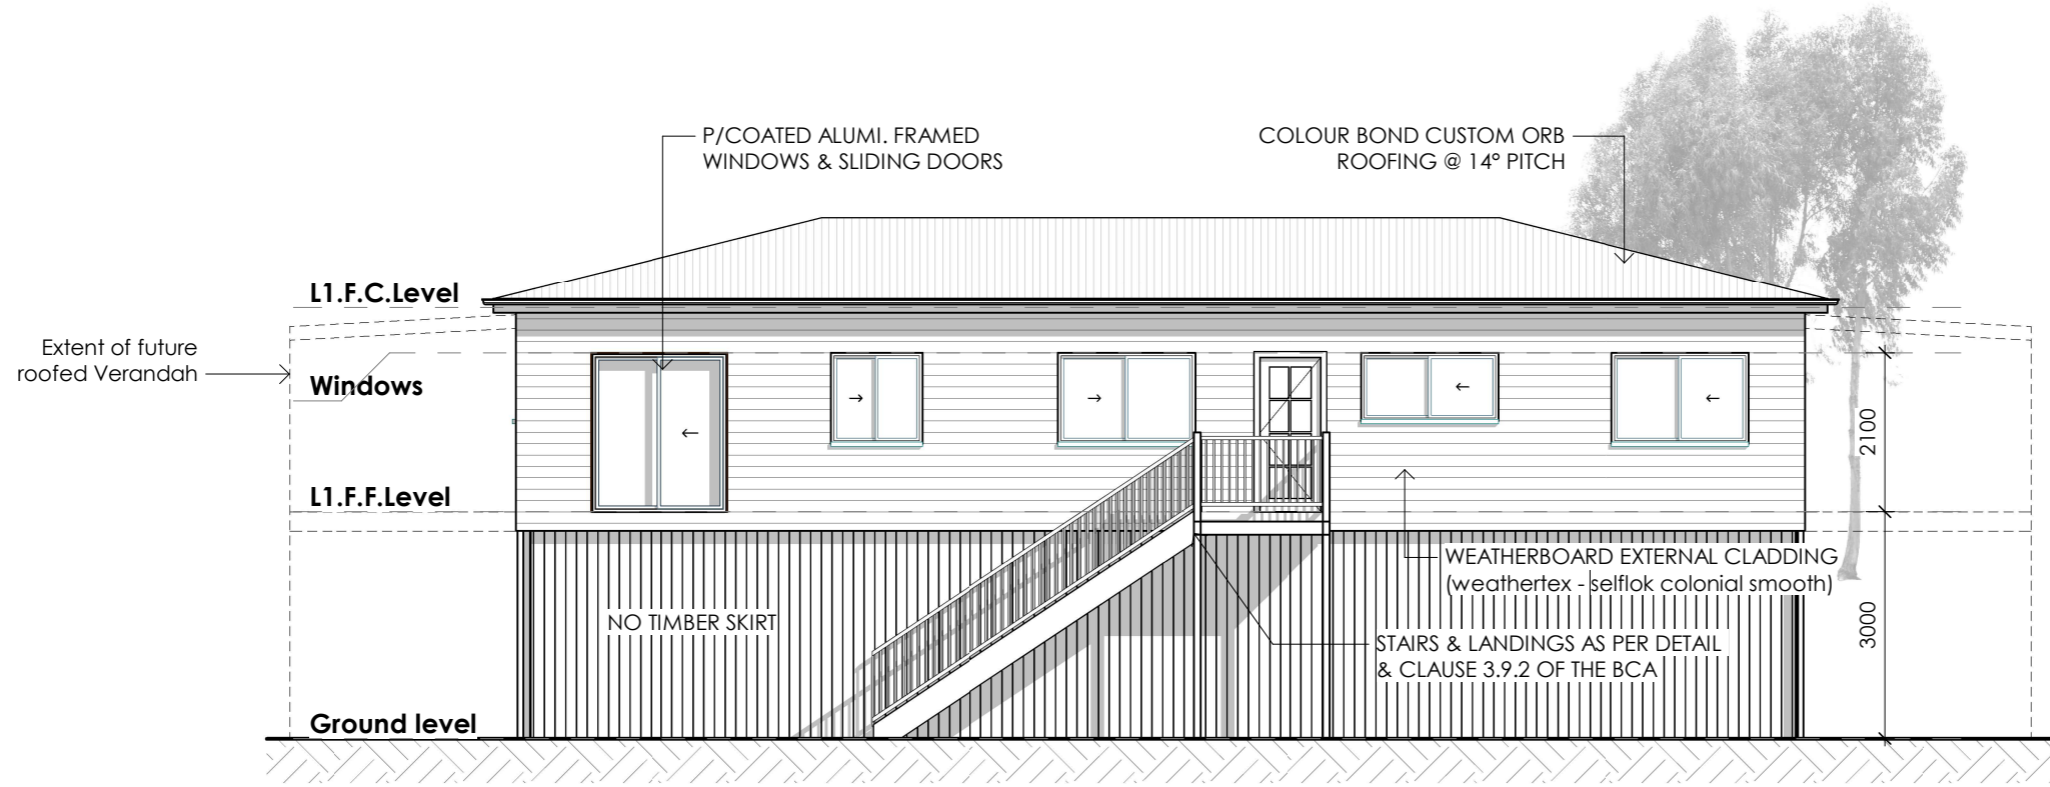 P/COATED ALUMI. FRAMED
WINDOWS & SLIDING DOORS
COLOUR BOND CUSTOM ORB
ROOFING @ 14° PITCH
L1.F.C.Level
Extent of future
roofed Verandah
Windows
2100
L1.F.F.Level
WEATHERBOARD EXTERNAL CLADDING
(weathertex - selflok colonial smooth)
NO TIMBER SKIRT
3000
STAIRS & LANDINGS AS PER DETAIL
& CLAUSE 3.9.2 OF THE BCA
Ground level